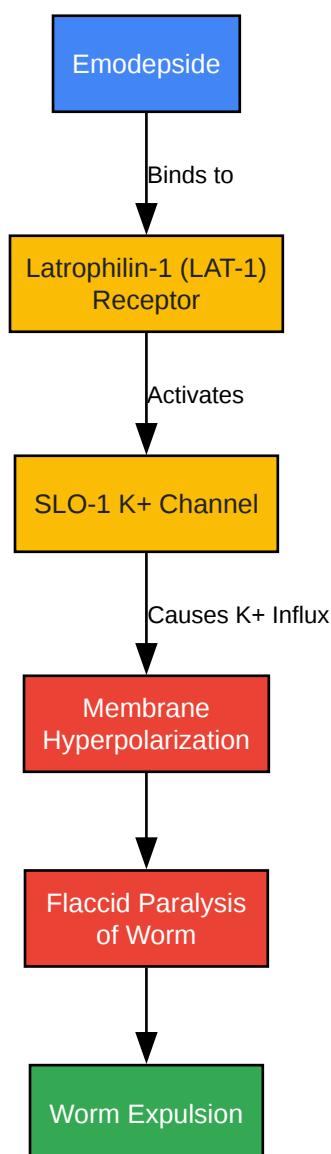 Emodepside
Binds to
Latrophilin-1 (LAT-1)
Receptor
Activates
SLO-1 K+ Channel
Causes K+ Influx
Membrane
Hyperpolarization
Flaccid Paralysis
of Worm
Worm Expulsion